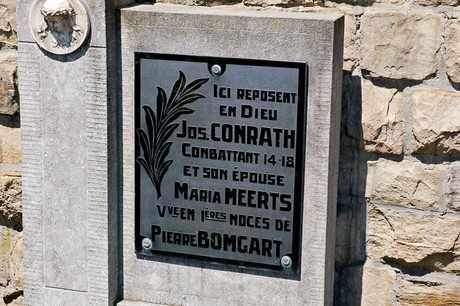 ICI REPOSENT
EN DIEU
JOS. CONRATH
COMBATTANT 14-18
ET SON ÉPOUSE
MARIA MEERTS
VVE EN 1ÈRES NOCES DE
PIERRE BOMGART